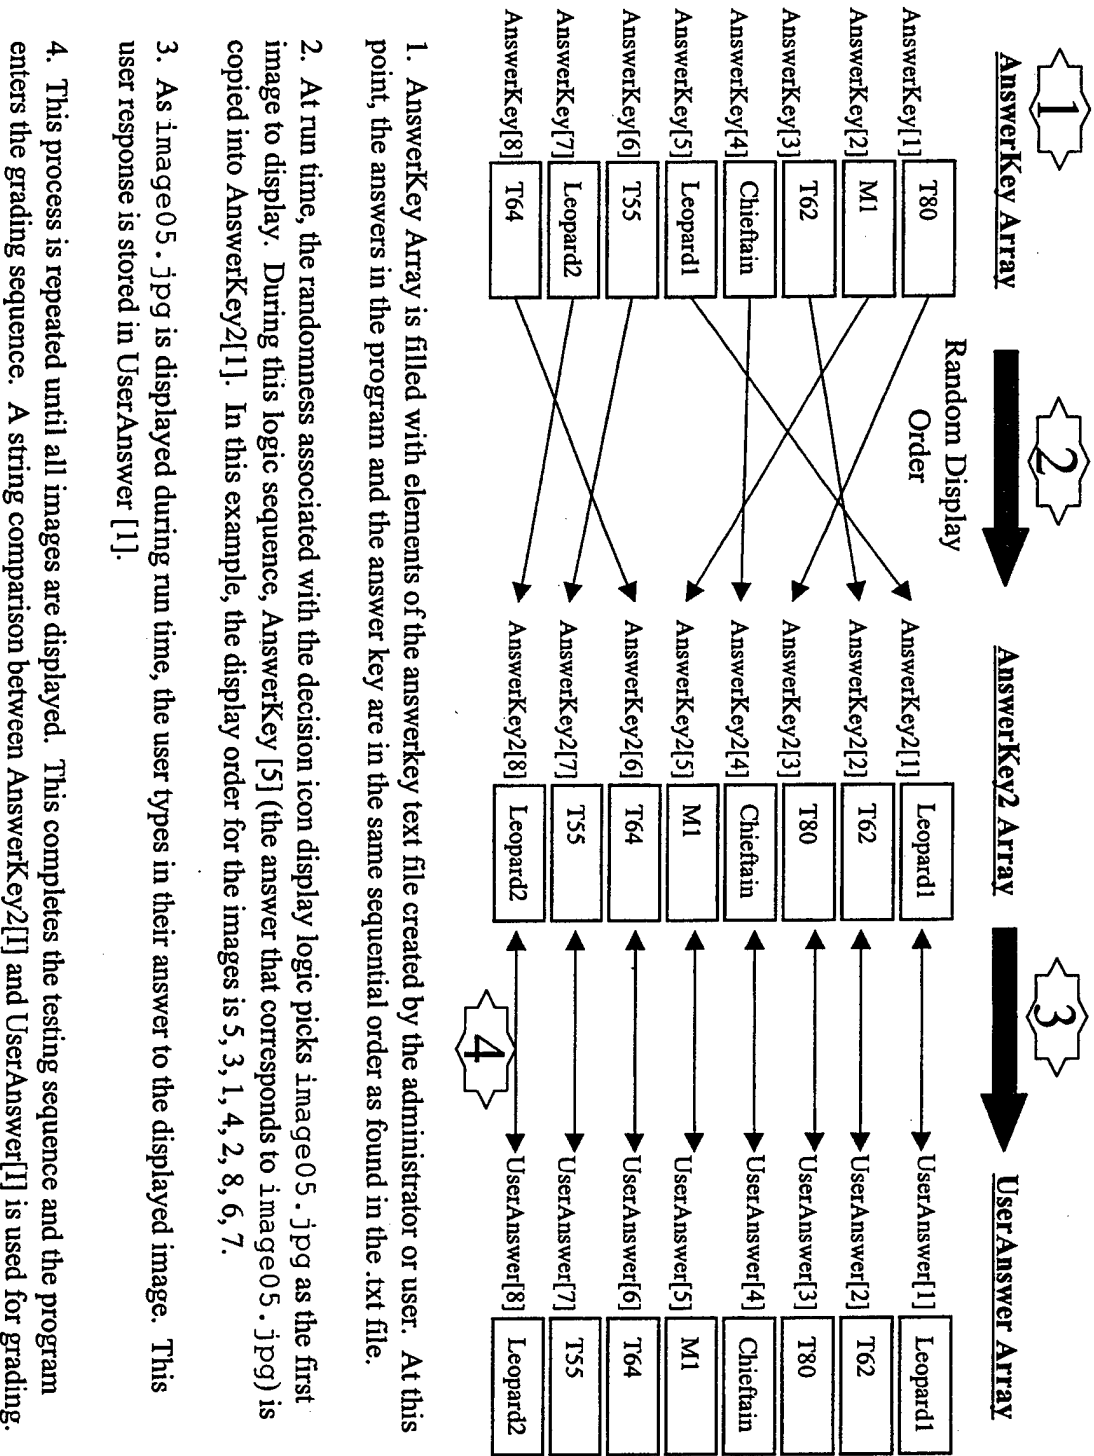 1
2
3
AnswerKey Array
AnswerKey2 Array
UserAnswer Array
Random Display
Order
AnswerKey[1] T80 AnswerKey2[1] Leopard1 UserAnswer[1] Leopard1
AnswerKey[2] M1 AnswerKey2[2] T62 UserAnswer[2] T62
AnswerKey[3] T62 AnswerKey2[3] T80 UserAnswer[3] T80
AnswerKey[4] Chieftain AnswerKey2[4] Chieftain UserAnswer[4] Chieftain
AnswerKey[5] Leopard1 AnswerKey2[5] M1 UserAnswer[5] M1
AnswerKey[6] T55 AnswerKey2[6] T64 UserAnswer[6] T64
AnswerKey[7] Leopard2 AnswerKey2[7] T55 UserAnswer[7] T55
AnswerKey[8] T64 AnswerKey2[8] Leopard2 UserAnswer[8] Leopard2
4
1. AnswerKey Array is filled with elements of the answerkey text file created by the administrator or user. At this
point, the answers in the program and the answer key are in the same sequential order as found in the .txt file.
2. At run time, the randomness associated with the decision icon display logic picks image05.jpg as the first
image to display. During this logic sequence, AnswerKey [5] (the answer that corresponds to image05.jpg) is
copied into AnswerKey2[1]. In this example, the display order for the images is 5, 3, 1, 4, 2, 8, 6, 7.
3. As image05.jpg is displayed during run time, the user types in their answer to the displayed image. This
user response is stored in UserAnswer [1].
4. This process is repeated until all images are displayed. This completes the testing sequence and the program
enters the grading sequence. A string comparison between AnswerKey2[I] and UserAnswer[I] is used for grading.